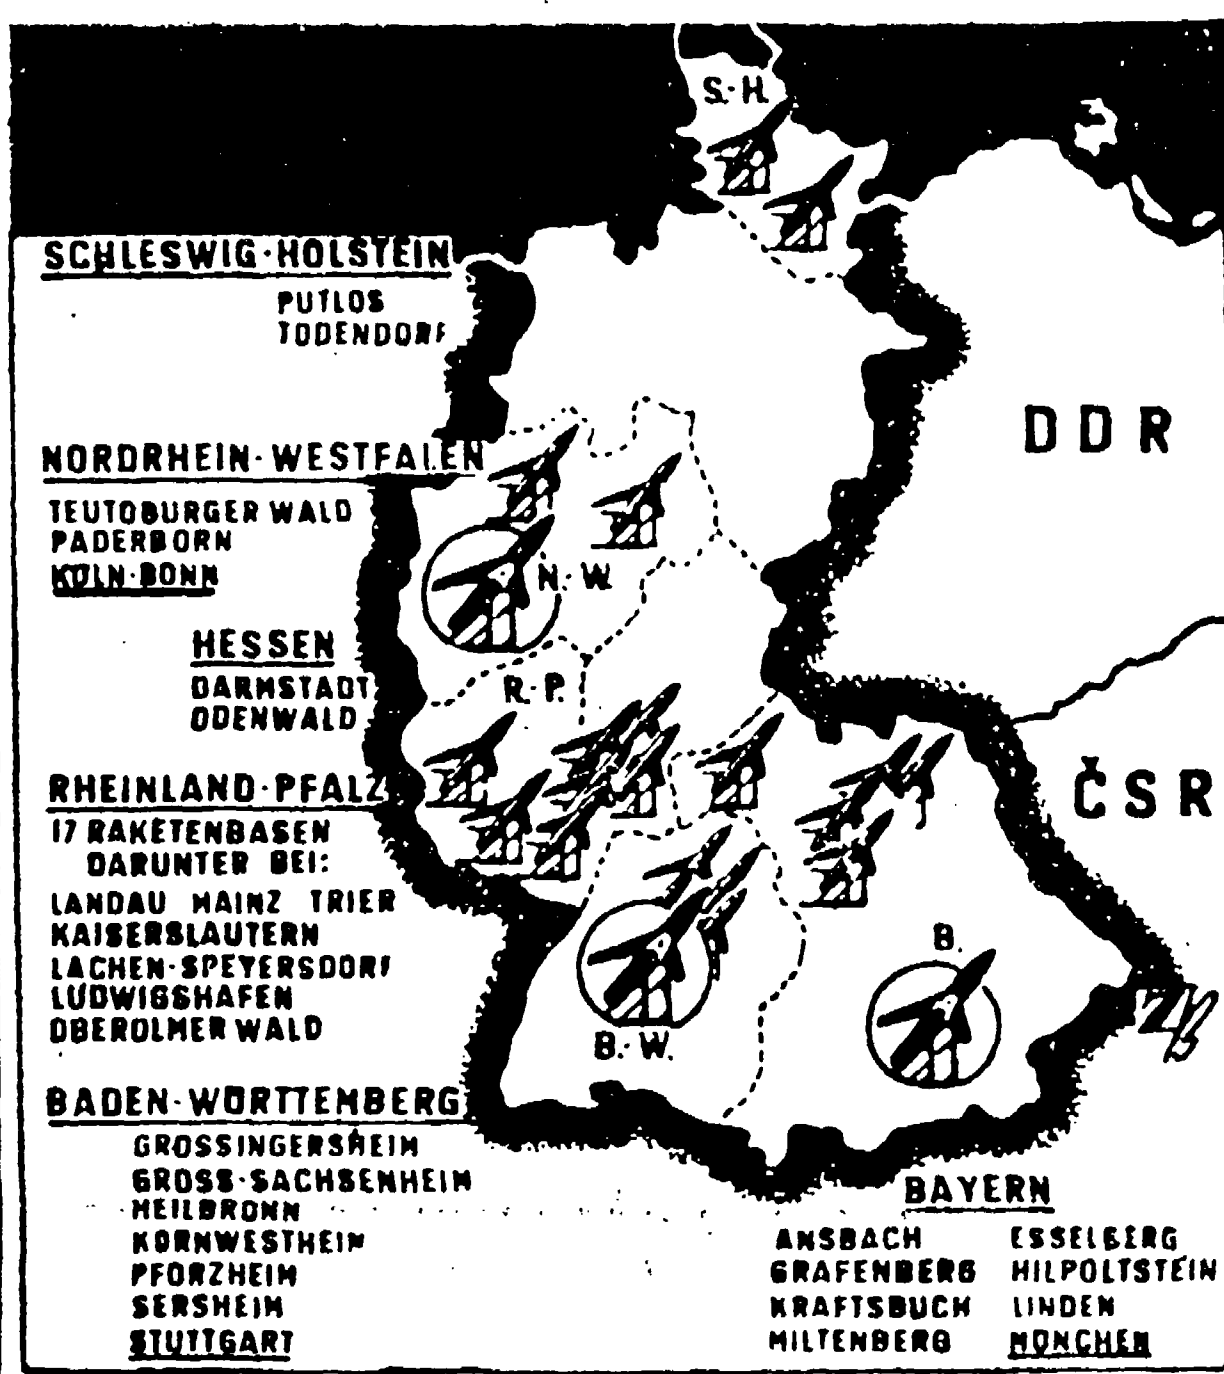 S.-H.
SCHLESWIG-HOLSTEIN
PUTLOS
TODENDORF
DDR
NORDRHEIN-WESTFALEN
TEUTOBURGER WALD
PADERBORN
KÖLN-BONN
N.-W.
HESSEN
DARMSTADT
ODENWALD
R.-P.
RHEINLAND-PFALZ
17 RAKETENBASEN
DARUNTER BEI:
LANDAU MAINZ TRIER
KAISERSLAUTERN
LACHEN-SPEYERSDORF
LUDWIGSHAFEN
OBEROLMER WALD
ČSR
B.
B.-W.
BADEN-WÜRTTEMBERG
GROSSINGERSHEIM
GROSS-SACHSENHEIM
HEILBRONN
KORNWESTHEIM
PFORZHEIM
SERSHEIM
STUTTGART
BAYERN
ANSBACH ESSELBERG
GRAFENBERG HILPOLTSTEIN
KRAFTSBUCH LINDEN
MILTENBERG MÜNCHEN